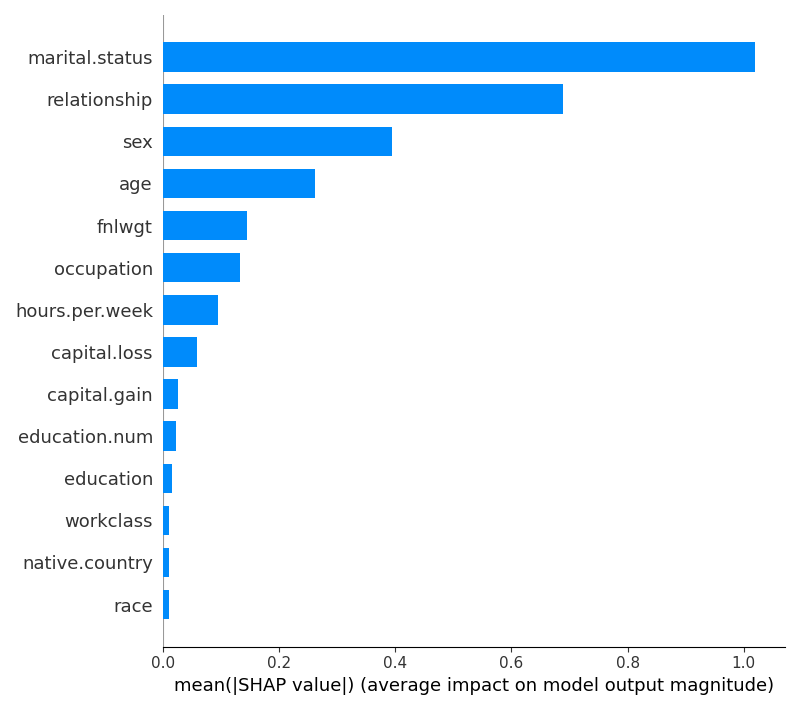 marital.status
relationship
sex
age
fnlwgt
occupation
hours.per.week
capital.loss
capital.gain
education.num
education
workclass
native.country
race
0.0 0.2 0.4 0.6 0.8 1.0
mean(|SHAP value|) (average impact on model output magnitude)